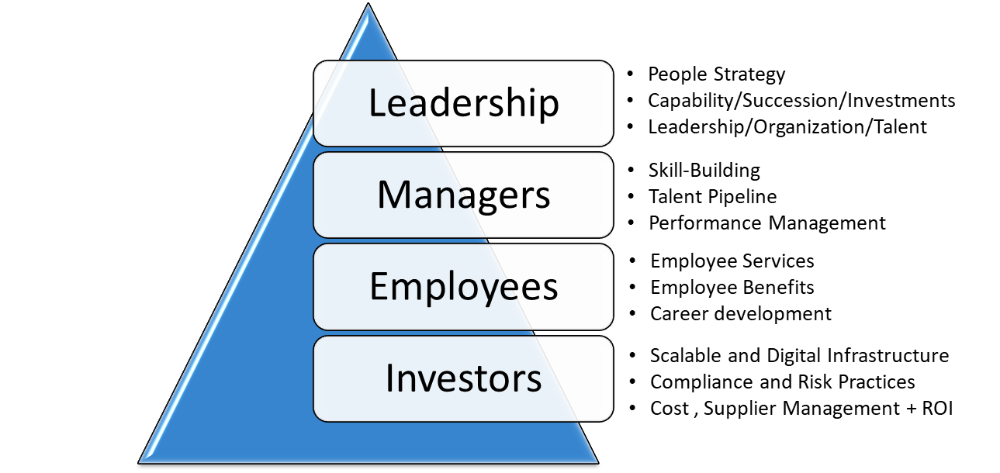 Leadership
• People Strategy
• Capability/Succession/Investments
• Leadership/Organization/Talent
Managers
• Skill-Building
• Talent Pipeline
• Performance Management
Employees
• Employee Services
• Employee Benefits
• Career development
Investors
• Scalable and Digital Infrastructure
• Compliance and Risk Practices
• Cost , Supplier Management + ROI